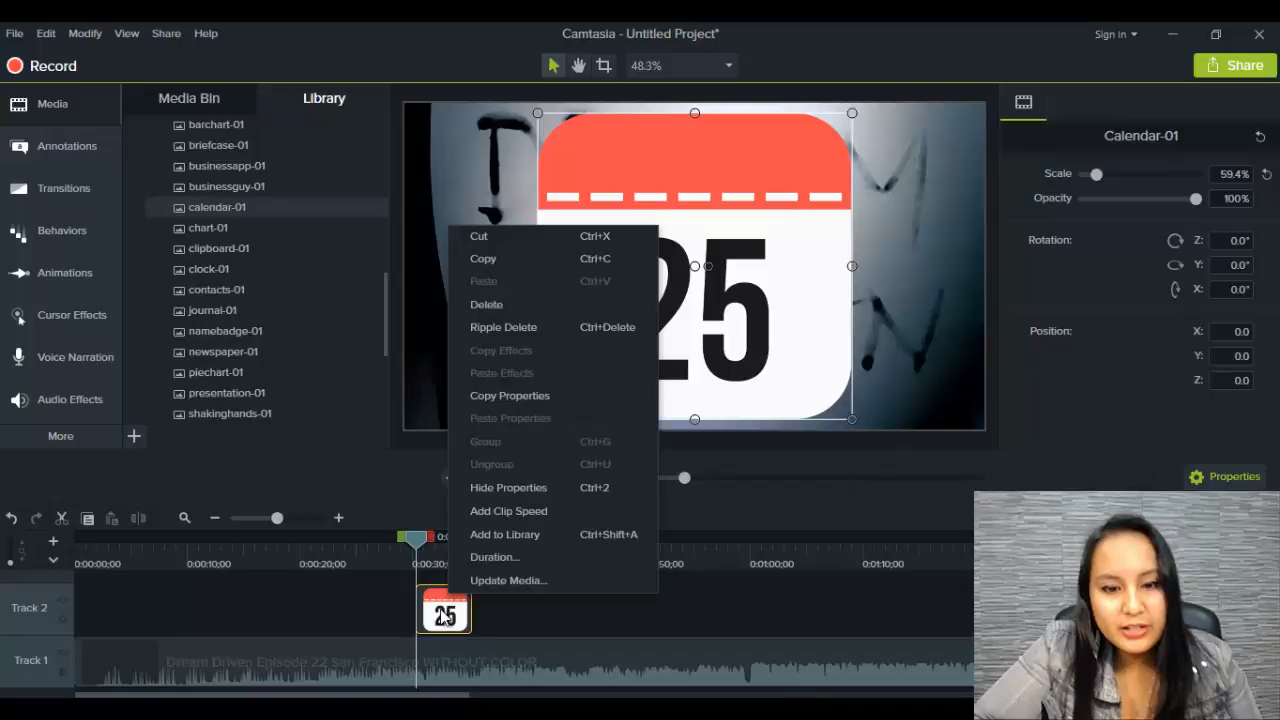 File Edit Modify View Share Help
Camtasia - Untitled Project*
Sign in
Record
48.3%
Share
Media
Media Bin
Library
Annotations
Transitions
Behaviors
Animations
Cursor Effects
Voice Narration
Audio Effects
More
barchart-01
briefcase-01
businessapp-01
businessguy-01
calendar-01
chart-01
clipboard-01
clock-01
contacts-01
journal-01
namebadge-01
newspaper-01
piechart-01
presentation-01
shakinghands-01
25
Cut Ctrl+X
Copy Ctrl+C
Paste Ctrl+V
Delete
Ripple Delete Ctrl+Delete
Copy Effects
Paste Effects
Copy Properties
Paste Properties
Group Ctrl+G
Ungroup Ctrl+U
Hide Properties Ctrl+2
Add Clip Speed
Add to Library Ctrl+Shift+A
Duration...
Update Media...
Calendar-01
Scale 59.4%
Opacity 100%
Rotation: Z: 0.0°
Y: 0.0°
X: 0.0°
Position: X: 0.0
Y: 0.0
Z: 0.0
Properties
0:00:00;00 0:00:10;00 0:00:20;00 0:01:00;00 0:01:10;00
Track 2
25
Track 1
Dream Driven Episode 22 San Francisco WITHOUT COLOR